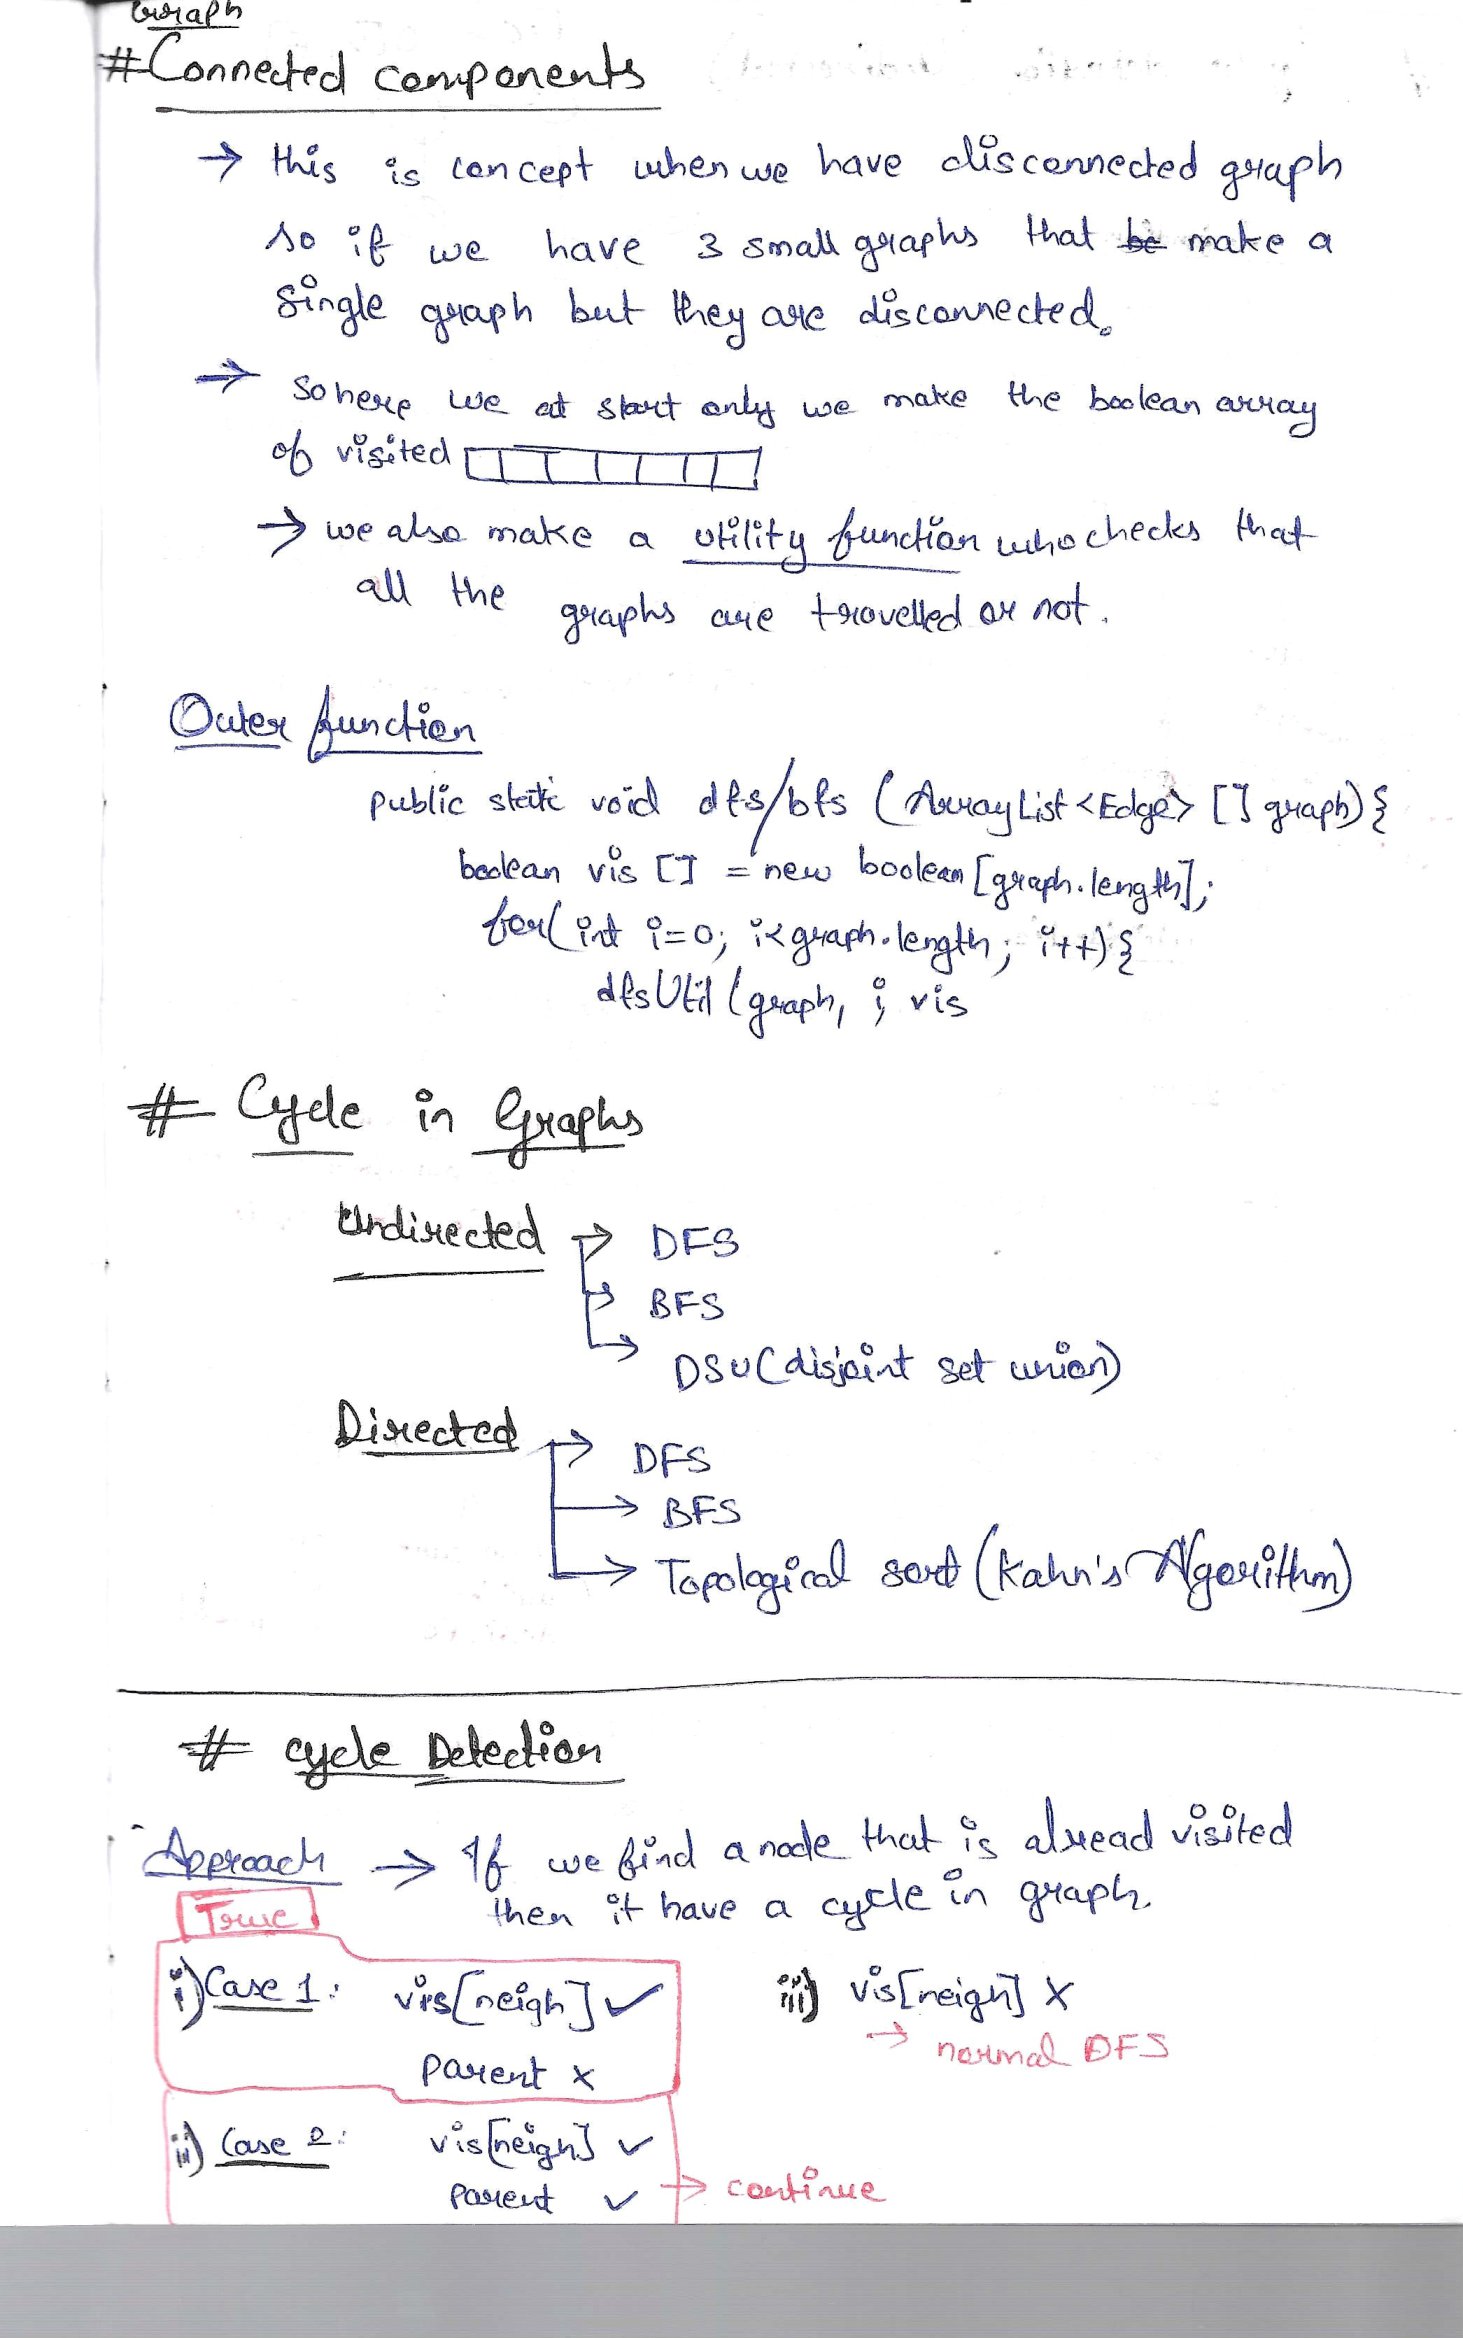 Graph
# Connected components
→ this is concept when we have disconnected graph
so if we have 3 small graphs that be make a
single graph but they are disconnected.
→ so here we at start only we make the boolean array
of visited
→ we also make a utility function who checks that
all the graphs are travelled or not.
Outer function
public static void dfs/bfs (ArrayList<Edge> [] graph) {
boolean vis [] = new boolean [graph.length];
for(int i=0; i<graph.length; i++) {
dfsUtil (graph, i, vis
# Cycle in Graphs
Undirected → DFS
→ BFS
→ DSU (disjoint set union)
Directed → DFS
→ BFS
→ Topological sort (Kahn's Algorithm)
# cycle Detection
Approach → If we find a node that is alread visited
then it have a cycle in graph.
True
i) Case 1: vis[neigh] ✓ iii) vis[neigh] x
→ normal DFS
parent x
ii) Case 2: vis[neigh] ✓
parent ✓ → continue